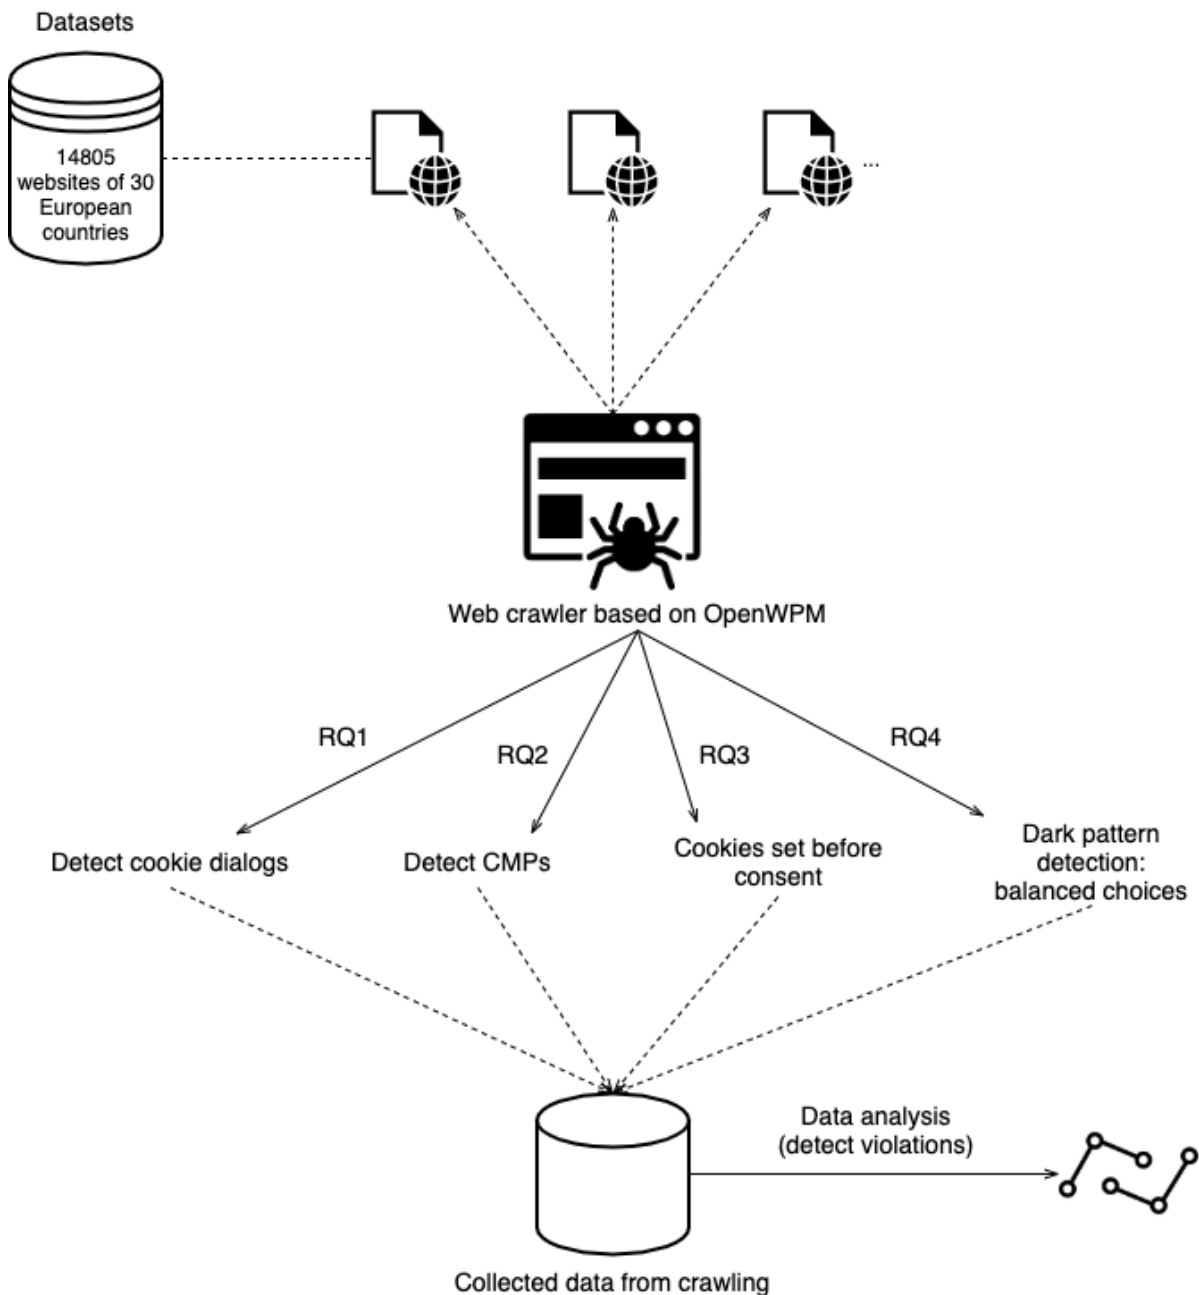 Datasets
14805
websites of 30
European
countries
...
Web crawler based on OpenWPM
RQ1
RQ2
RQ3
RQ4
Detect cookie dialogs
Detect CMPs
Cookies set before
consent
Dark pattern
detection:
balanced choices
Data analysis
(detect violations)
Collected data from crawling